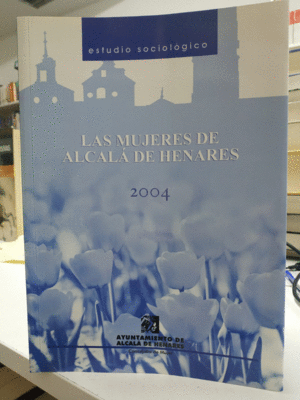 estudio sociológico
LAS MUJERES DE
ALCALÁ DE HENARES
2004
AYUNTAMIENTO DE
ALCALÁ DE HENARES